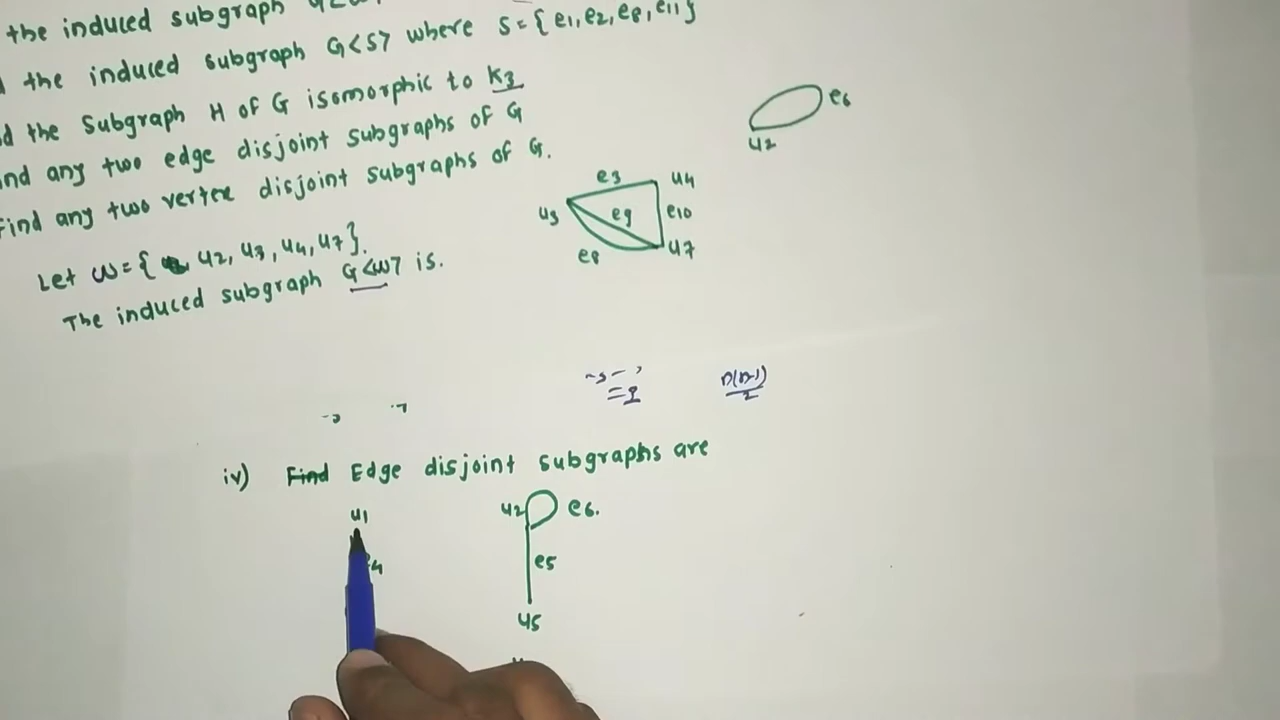 the induced subgraph
the induced subgraph G<S> where S={e1,e2,e8,e11}
the subgraph H of G isomorphic to K3
any two edge disjoint subgraphs of G
Find any two vertex disjoint subgraphs of G.
Let W={ u2, u3, u4, u7}.
The induced subgraph G<W> is.
e6
u2
e3
u4
u3
e9
e10
e8
u7
n(n-1)
2
iv) Find Edge disjoint subgraphs are
u1
u2
e6.
e5
u5